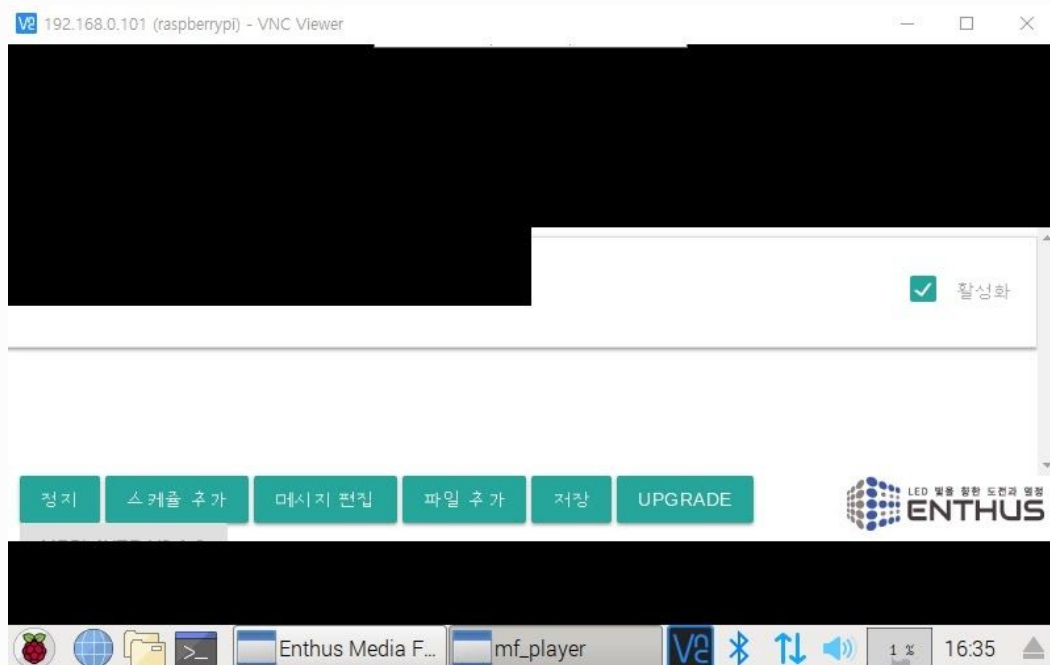 192.168.0.101 (raspberrypi) - VNC Viewer
활성화
정지 스케쥴 추가 메시지 편집 파일 추가 저장 UPGRADE
LED 빛을 향한 도전과 열정
ENTHUS
Enthus Media F... mf_player 1 % 16:35